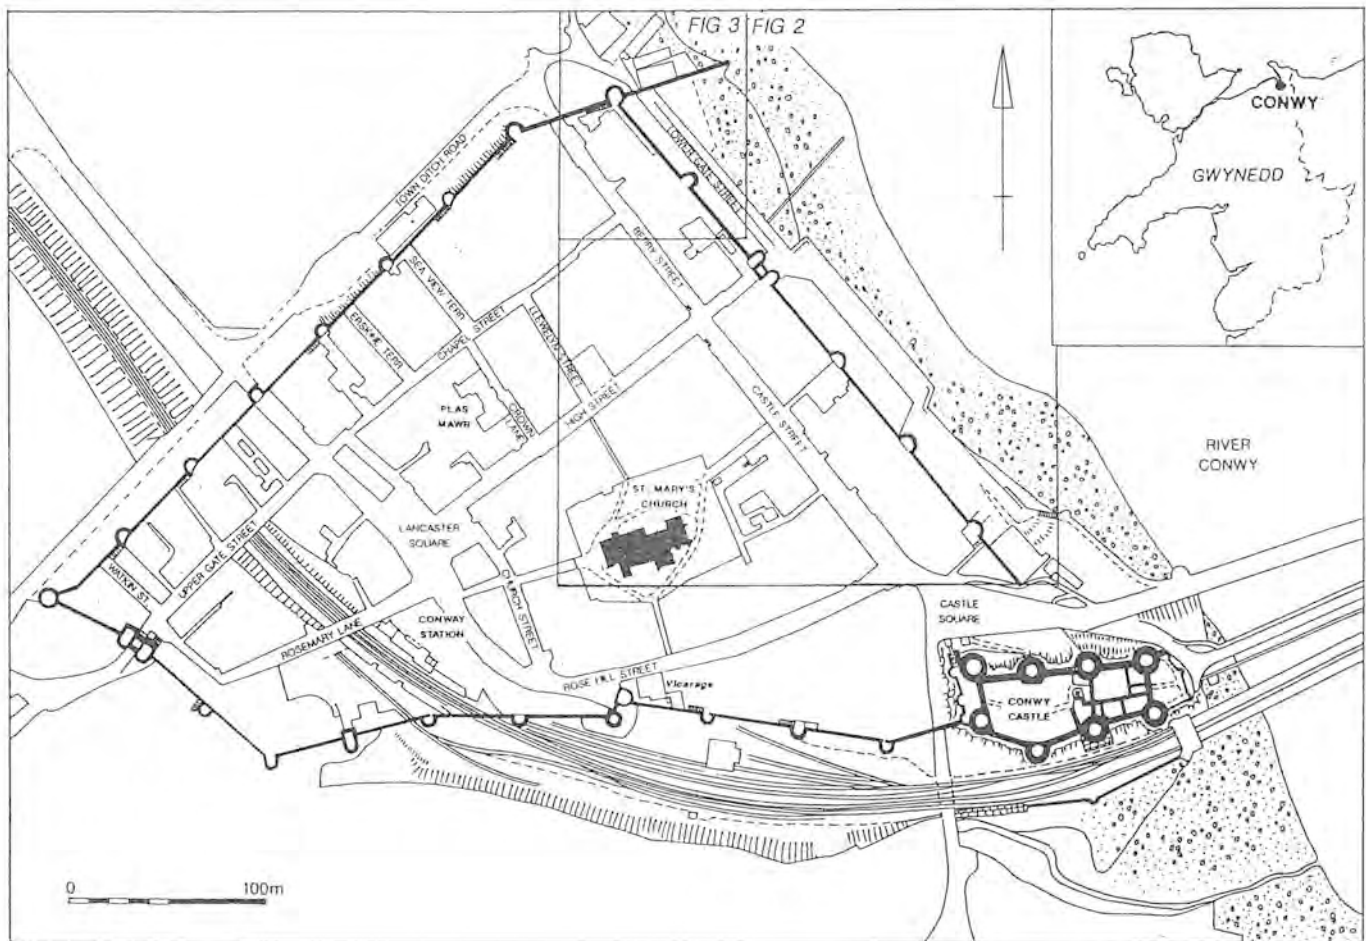 FIG 3
FIG 2
CONWY
GWYNEDD
TOWN DITCH ROAD
LOWER GATE STREET
BERRY STREET
SEA VIEW TERR
ERSKINE TERR
CHAPEL STREET
LLEWELYN STREET
HIGH STREET
PLAS
MAWR
CROWN
LANE
CASTLE STREET
RIVER
CONWY
ST. MARY'S
CHURCH
LANCASTER
SQUARE
UPPER GATE STREET
WATKIN ST
CHURCH STREET
CONWAY
STATION
ROSEMARY LANE
CASTLE
SQUARE
ROSE HILL STREET
Vicarage
CONWY
CASTLE
0 100m